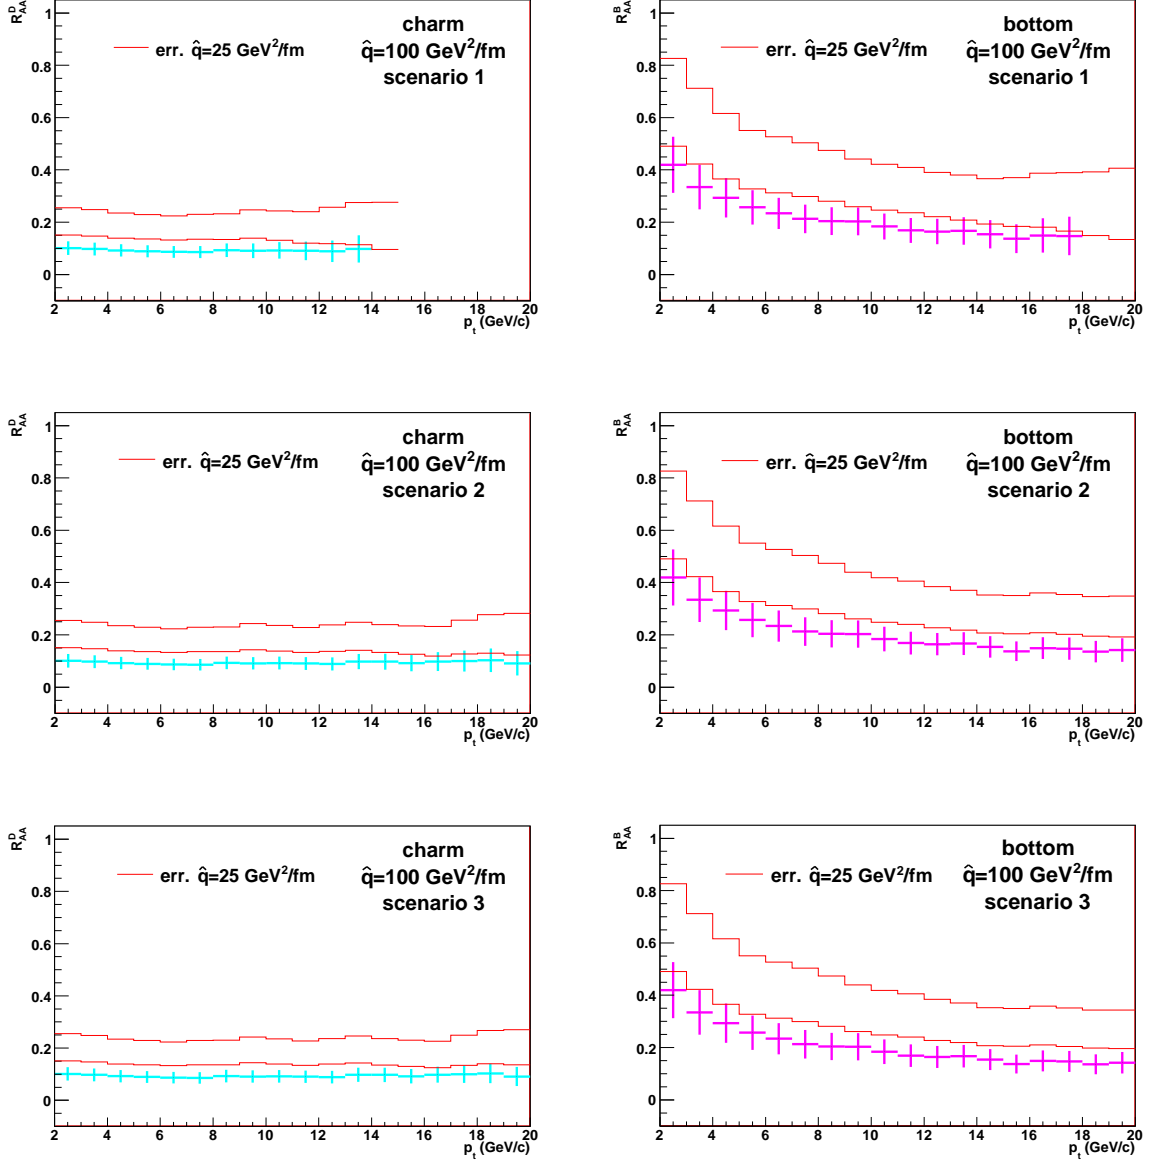 R_AA^D
1
0.8
0.6
0.4
0.2
0
charm
err. q̂=25 GeV²/fm
q̂=100 GeV²/fm
scenario 1
2 4 6 8 10 12 14 16 18 20
p_t (GeV/c)
R_AA^B
1
0.8
0.6
0.4
0.2
0
bottom
err. q̂=25 GeV²/fm
q̂=100 GeV²/fm
scenario 1
2 4 6 8 10 12 14 16 18 20
p_t (GeV/c)
R_AA^D
1
0.8
0.6
0.4
0.2
0
charm
err. q̂=25 GeV²/fm
q̂=100 GeV²/fm
scenario 2
2 4 6 8 10 12 14 16 18 20
p_t (GeV/c)
R_AA^B
1
0.8
0.6
0.4
0.2
0
bottom
err. q̂=25 GeV²/fm
q̂=100 GeV²/fm
scenario 2
2 4 6 8 10 12 14 16 18 20
p_t (GeV/c)
R_AA^D
1
0.8
0.6
0.4
0.2
0
charm
err. q̂=25 GeV²/fm
q̂=100 GeV²/fm
scenario 3
2 4 6 8 10 12 14 16 18 20
p_t (GeV/c)
R_AA^B
1
0.8
0.6
0.4
0.2
0
bottom
err. q̂=25 GeV²/fm
q̂=100 GeV²/fm
scenario 3
2 4 6 8 10 12 14 16 18 20
p_t (GeV/c)